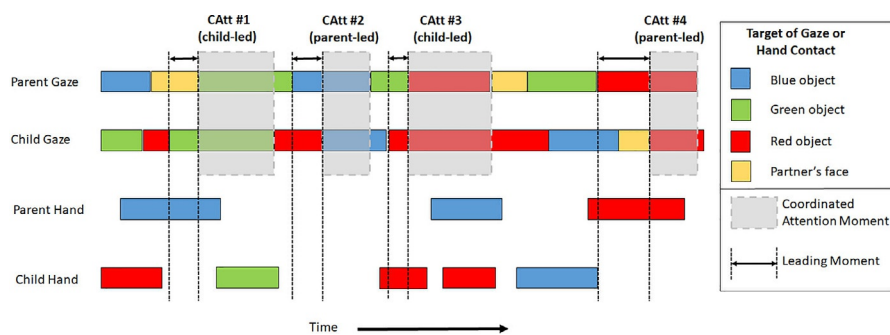 CAtt #1
(child-led)
CAtt #2
(parent-led)
CAtt #3
(child-led)
CAtt #4
(parent-led)
Parent Gaze
Child Gaze
Parent Hand
Child Hand
Time
Target of Gaze or
Hand Contact
Blue object
Green object
Red object
Partner's face
Coordinated
Attention Moment
Leading Moment